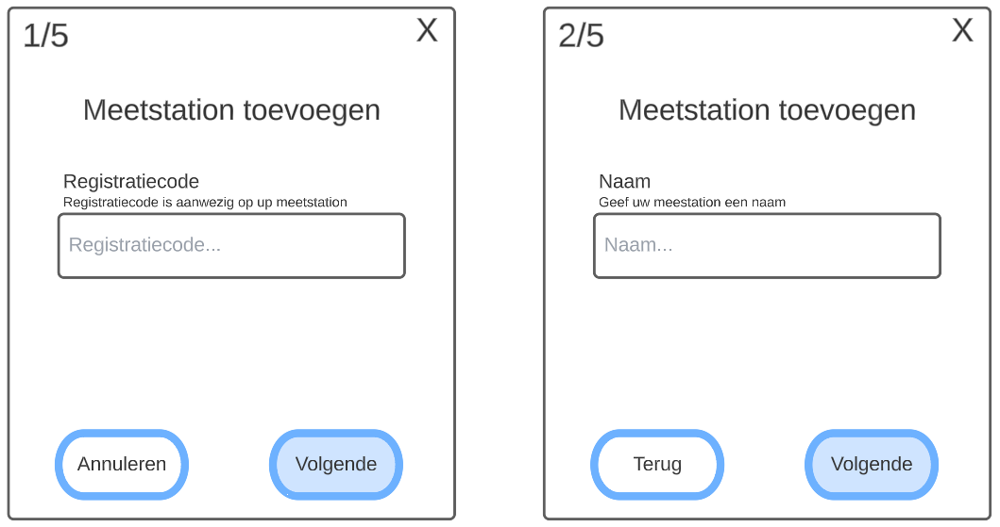 1/5
X
Meetstation toevoegen
Registratiecode
Registratiecode is aanwezig op up meetstation
Registratiecode...
Annuleren
Volgende
2/5
X
Meetstation toevoegen
Naam
Geef uw meestation een naam
Naam...
Terug
Volgende